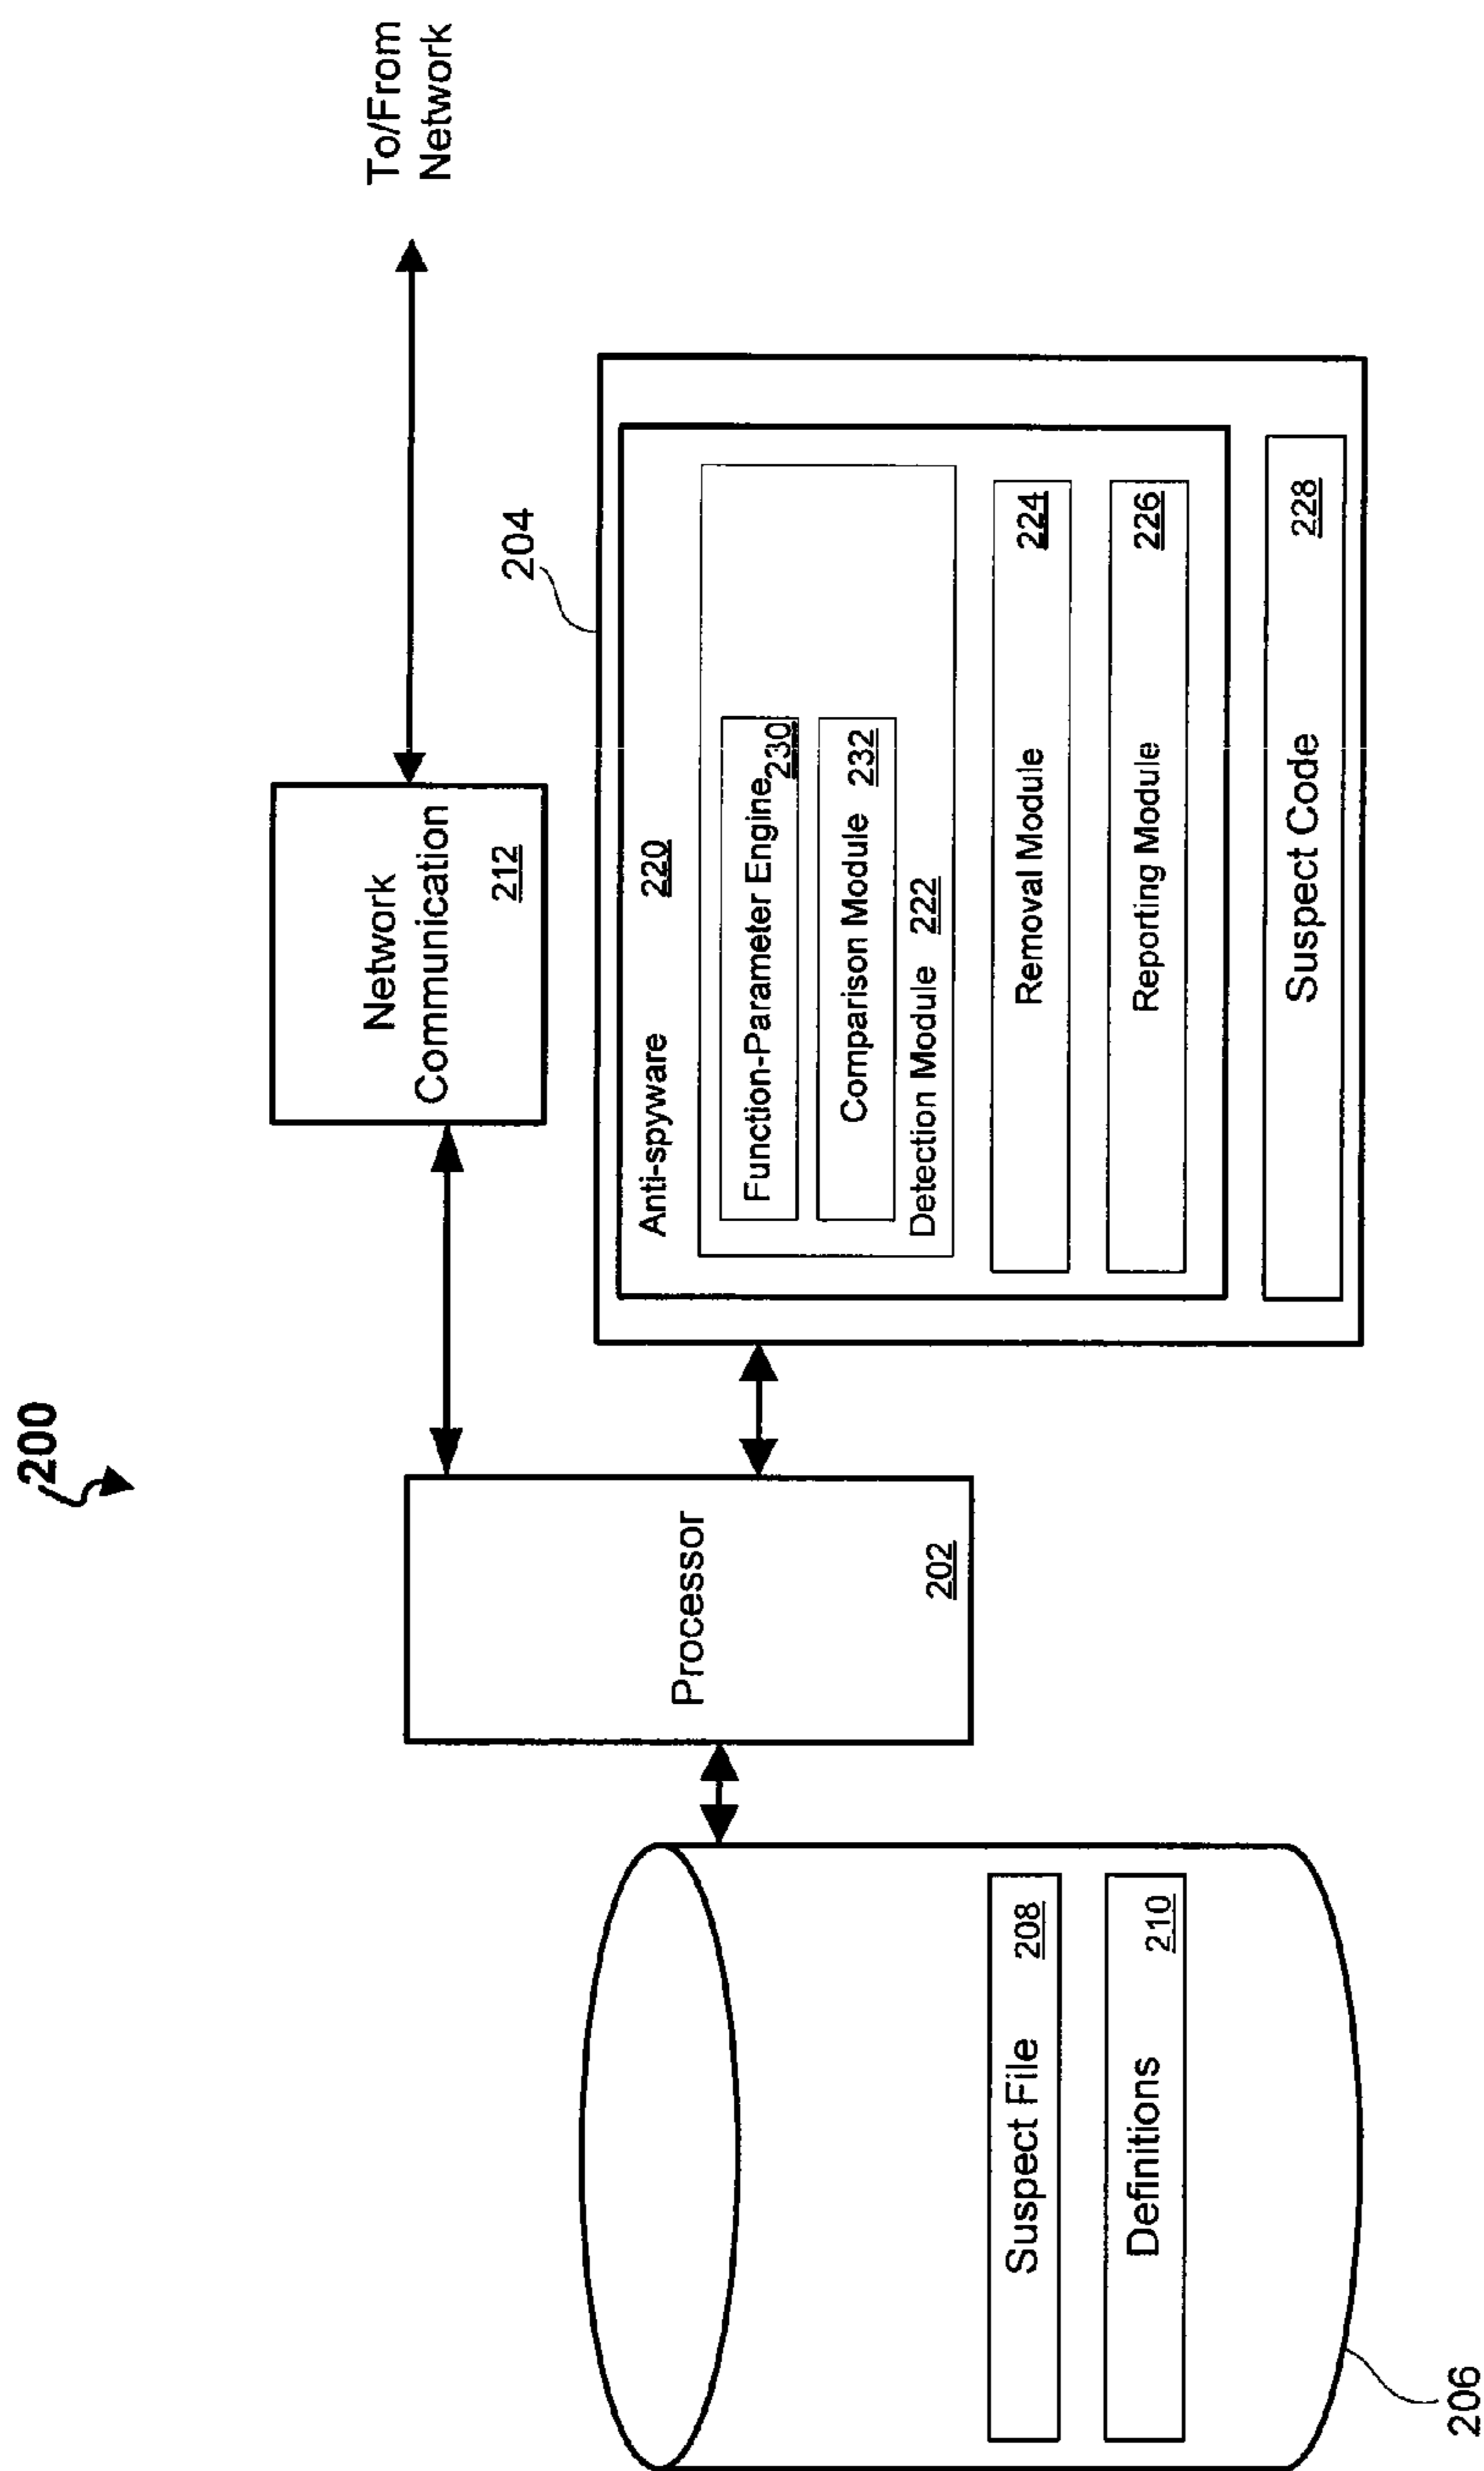 200
To/From
Network
Network
Communication
212
204
Anti-spyware 220
Function-Parameter Engine 230
Comparison Module 232
Detection Module 222
Removal Module 224
Reporting Module 226
Suspect Code 228
Processor
202
Suspect File 208
Definitions 210
206